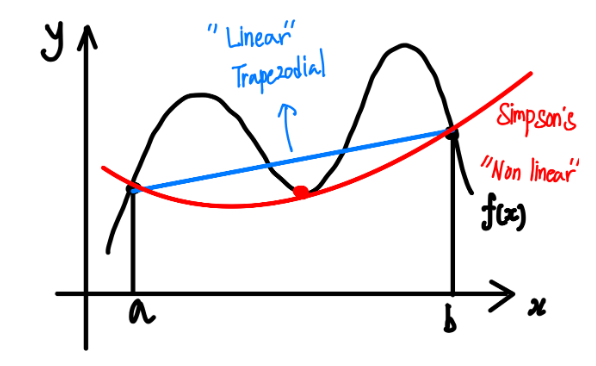 y
"Linear"
Trapezodial
Simpson's
"Non linear"
f(x)
a
b
x